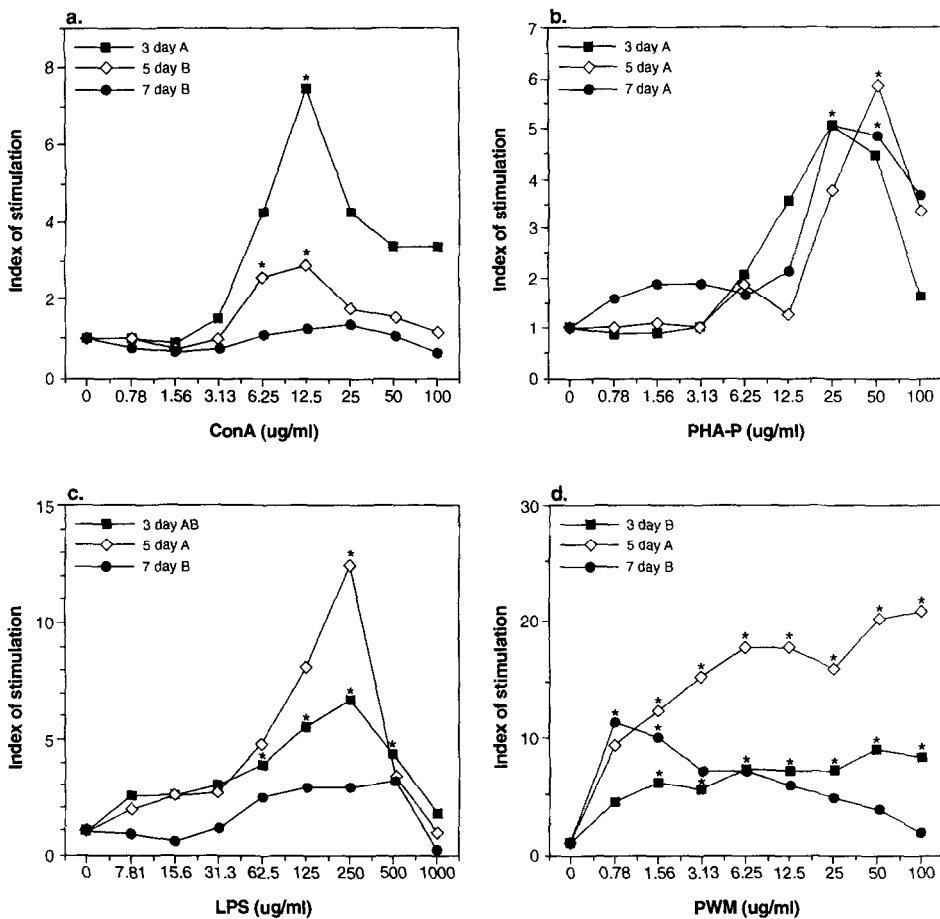 a.
3 day A
5 day B
7 day B
Index of stimulation
8
6
4
2
1
0
0 0.78 1.56 3.13 6.25 12.5 25 50 100
* * *
ConA (ug/ml)
b.
3 day A
5 day A
7 day A
Index of stimulation
7
6
5
4
3
2
1
0
0 0.78 1.56 3.13 6.25 12.5 25 50 100
* * *
PHA-P (ug/ml)
c.
3 day AB
5 day A
7 day B
Index of stimulation
15
10
5
1
0
0 7.81 15.6 31.3 62.5 125 250 500 1000
* * * * *
LPS (ug/ml)
d.
3 day B
5 day A
7 day B
Index of stimulation
30
20
10
1
0
0 0.78 1.56 3.13 6.25 12.5 25 50 100
* * * * * * * * * * * * * * * *
PWM (ug/ml)